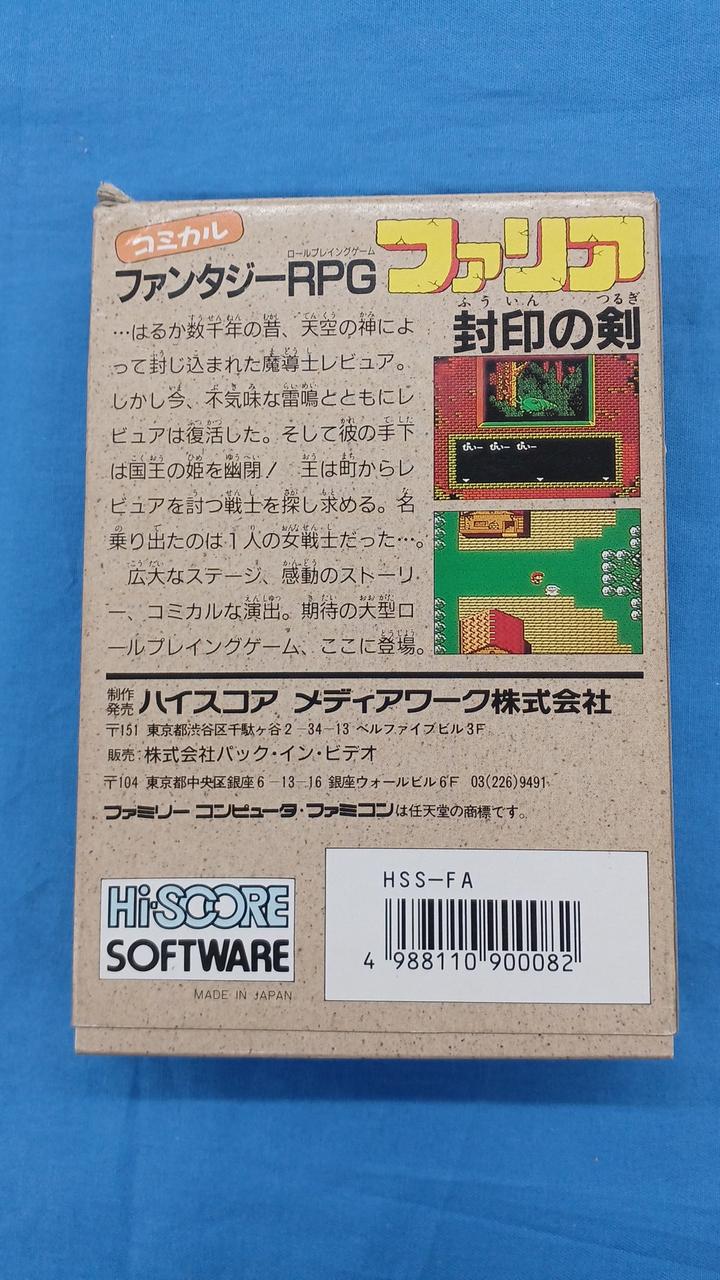 コミカル
ロールプレイングゲーム
ファンタジーRPG
ファリア
ふういん つるぎ
封印の剣
…はるか数千年の昔、天空の神によ
って封じ込まれた魔導士レビュア。
しかし今、不気味な雷鳴とともにレ
ビュアは復活した。そして彼の手下
は国王の姫を幽閉！ 王は町からレ
ビュアを討つ戦士を探し求める。名
乗り出たのは1人の女戦士だった…。
広大なステージ、感動のストーリ
ー、コミカルな演出。期待の大型ロ
ールプレイングゲーム、ここに登場。
制作
発売 ハイスコア メディアワーク株式会社
〒151 東京都渋谷区千駄ヶ谷2-34-13 ベルファイブビル3F
販売:株式会社パック・イン・ビデオ
〒104 東京都中央区銀座6-13-16 銀座ウォールビル6F 03(226)9491
ファミリーコンピュータ・ファミコンは任天堂の商標です。
Hi-SCORE
SOFTWARE
MADE IN JAPAN
HSS-FA
4 988110 900082